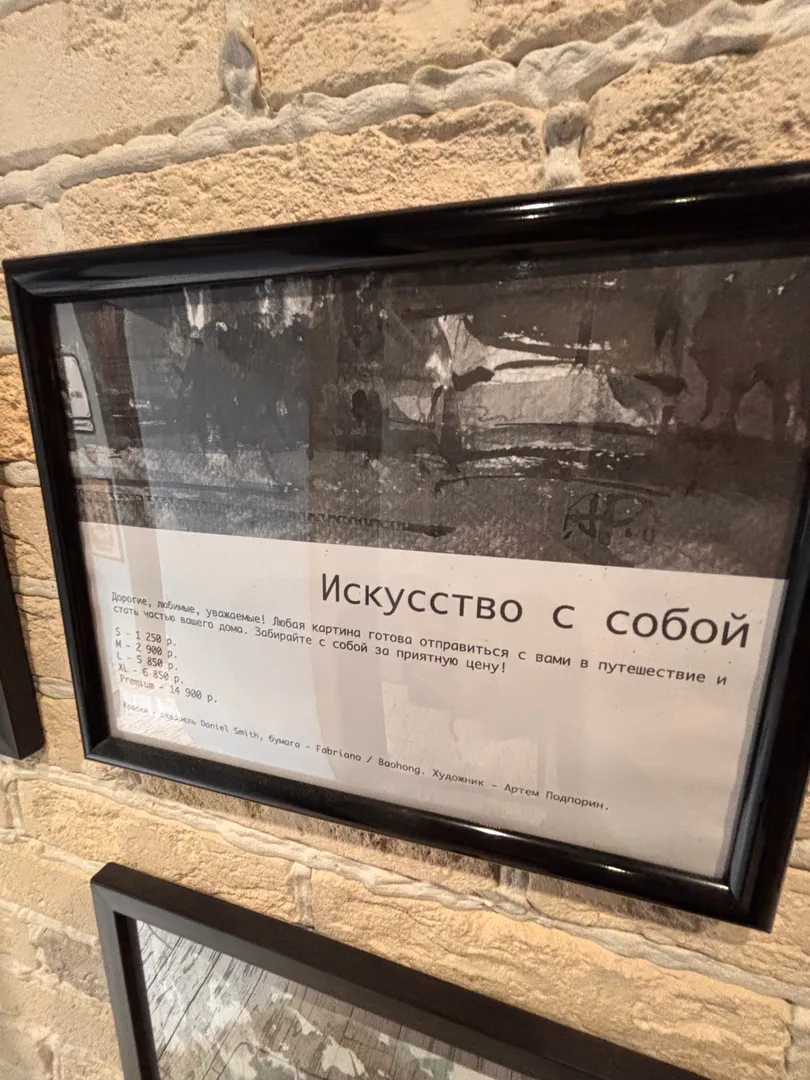 Искусство с собой
Дорогие, любимые, уважаемые! Любая картина готова отправиться с вами в путешествие и
стать частью вашего дома. Забирайте с собой за приятную цену!
S - 1 250 р.
M - 2 900 р.
L - 5 850 р.
XL - 6 850 р.
Premium - 14 900 р.
Краски - акварель Daniel Smith, бумага - Fabriano / Baohong. Художник - Артем Подпорин.